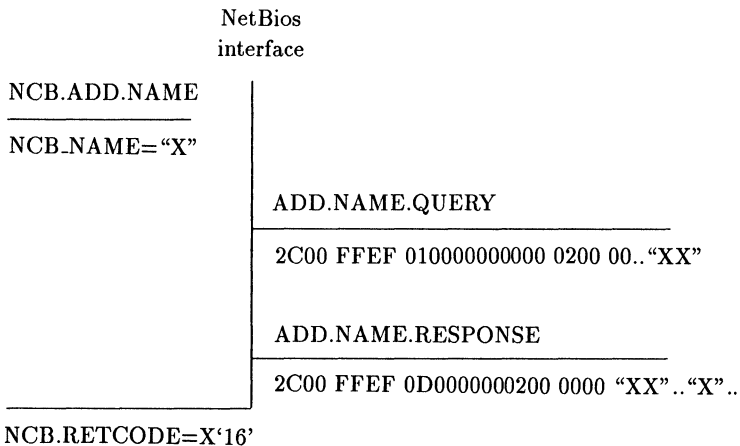 NetBios
interface
NCB.ADD.NAME
NCB_NAME=“X”
ADD.NAME.QUERY
2C00 FFEF 010000000000 0200 00..“XX”
ADD.NAME.RESPONSE
2C00 FFEF 0D0000000200 0000 “XX”..“X”..
NCB.RETCODE=X‘16’